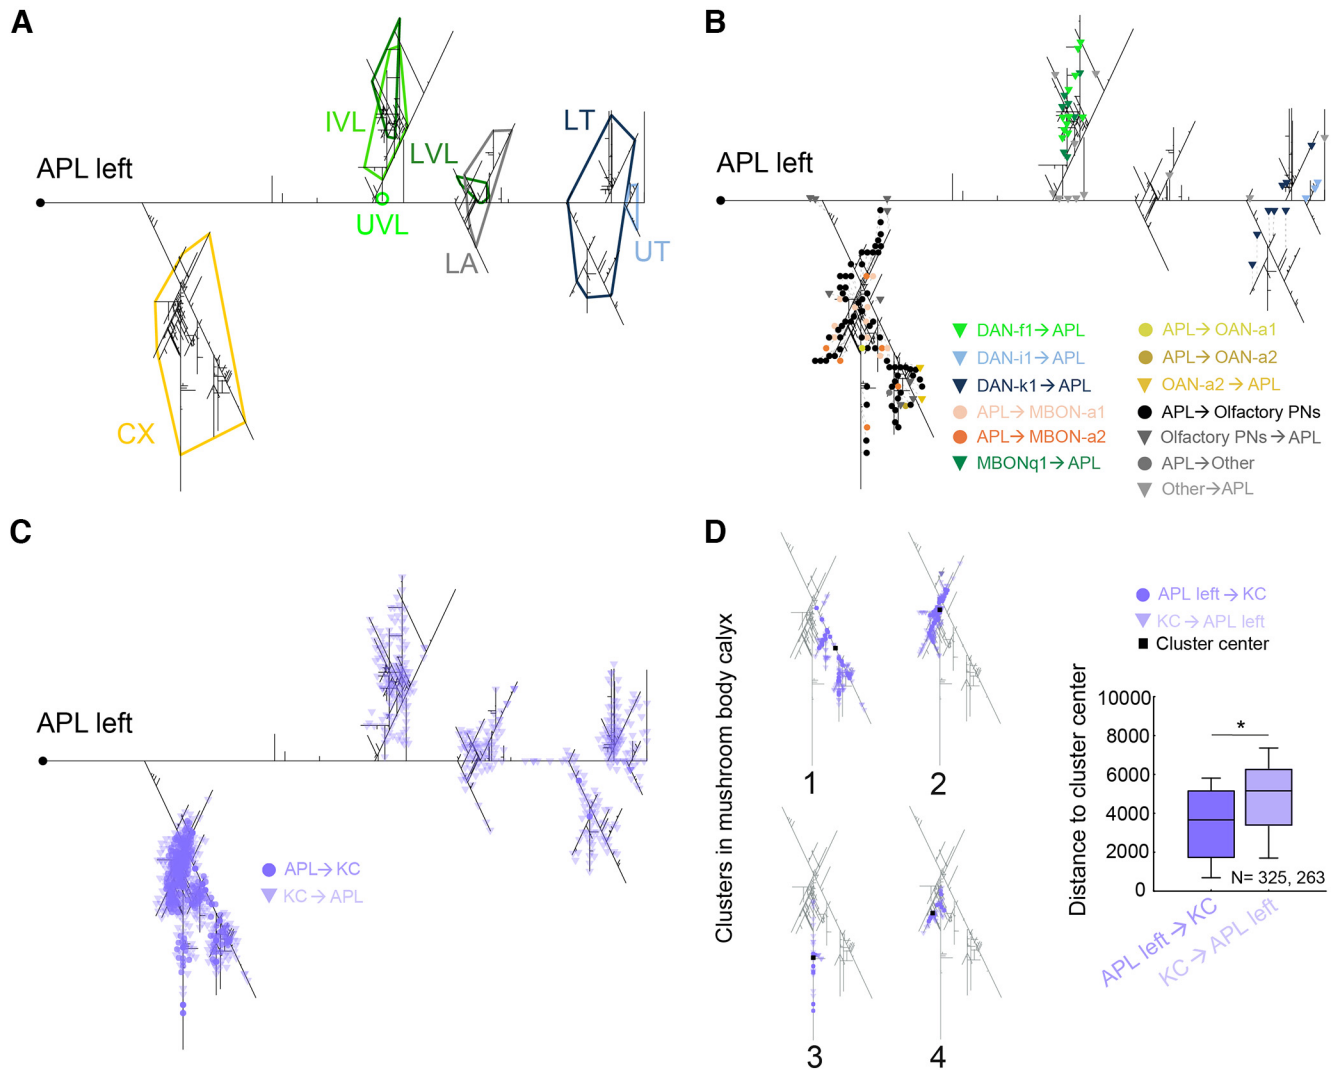 A
APL left
IVL
LVL
UVL
LA
LT
UT
CX
B
APL left
DAN-f1→APL
DAN-i1→APL
DAN-k1→APL
APL→MBON-a1
APL→MBON-a2
MBONq1→APL
APL→OAN-a1
APL→OAN-a2
OAN-a2→APL
APL→Olfactory PNs
Olfactory PNs→APL
APL→Other
Other→APL
C
APL left
APL→KC
KC→APL
D
Clusters in mushroom body calyx
1
2
3
4
APL left→KC
KC→APL left
Cluster center
Distance to cluster center
10000
8000
6000
4000
2000
0
*
N= 325, 263
APL left→KC
KC→APL left